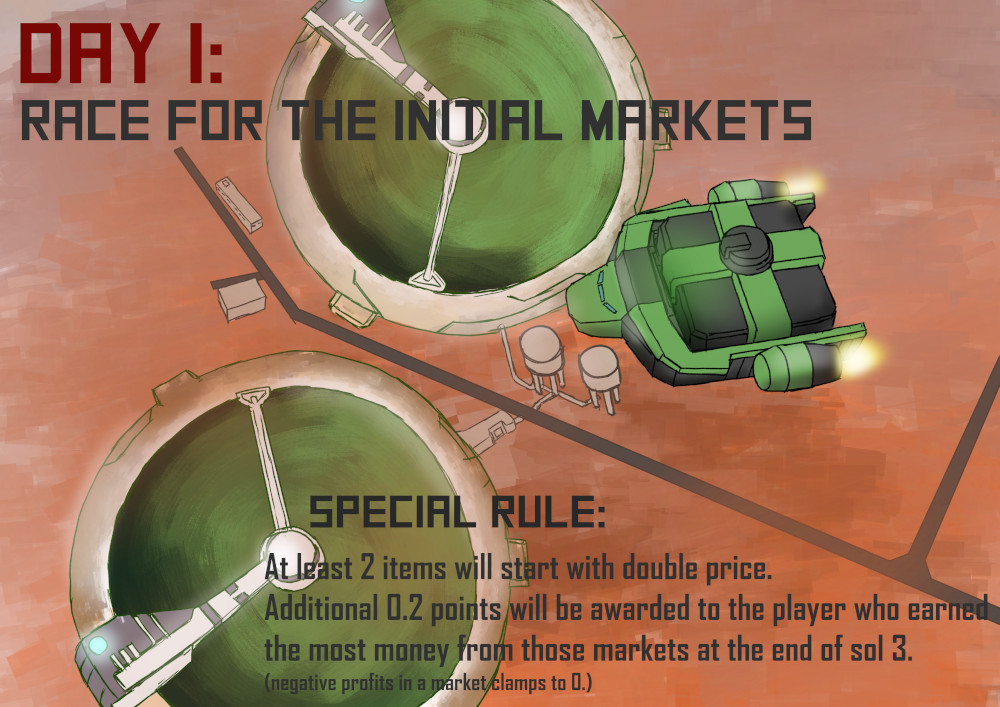 DAY 1:
RACE FOR THE INITIAL MARKETS
SPECIAL RULE:
At least 2 items will start with double price.
Additional 0.2 points will be awarded to the player who earned
the most money from those markets at the end of sol 3.
(negative profits in a market clamps to 0.)